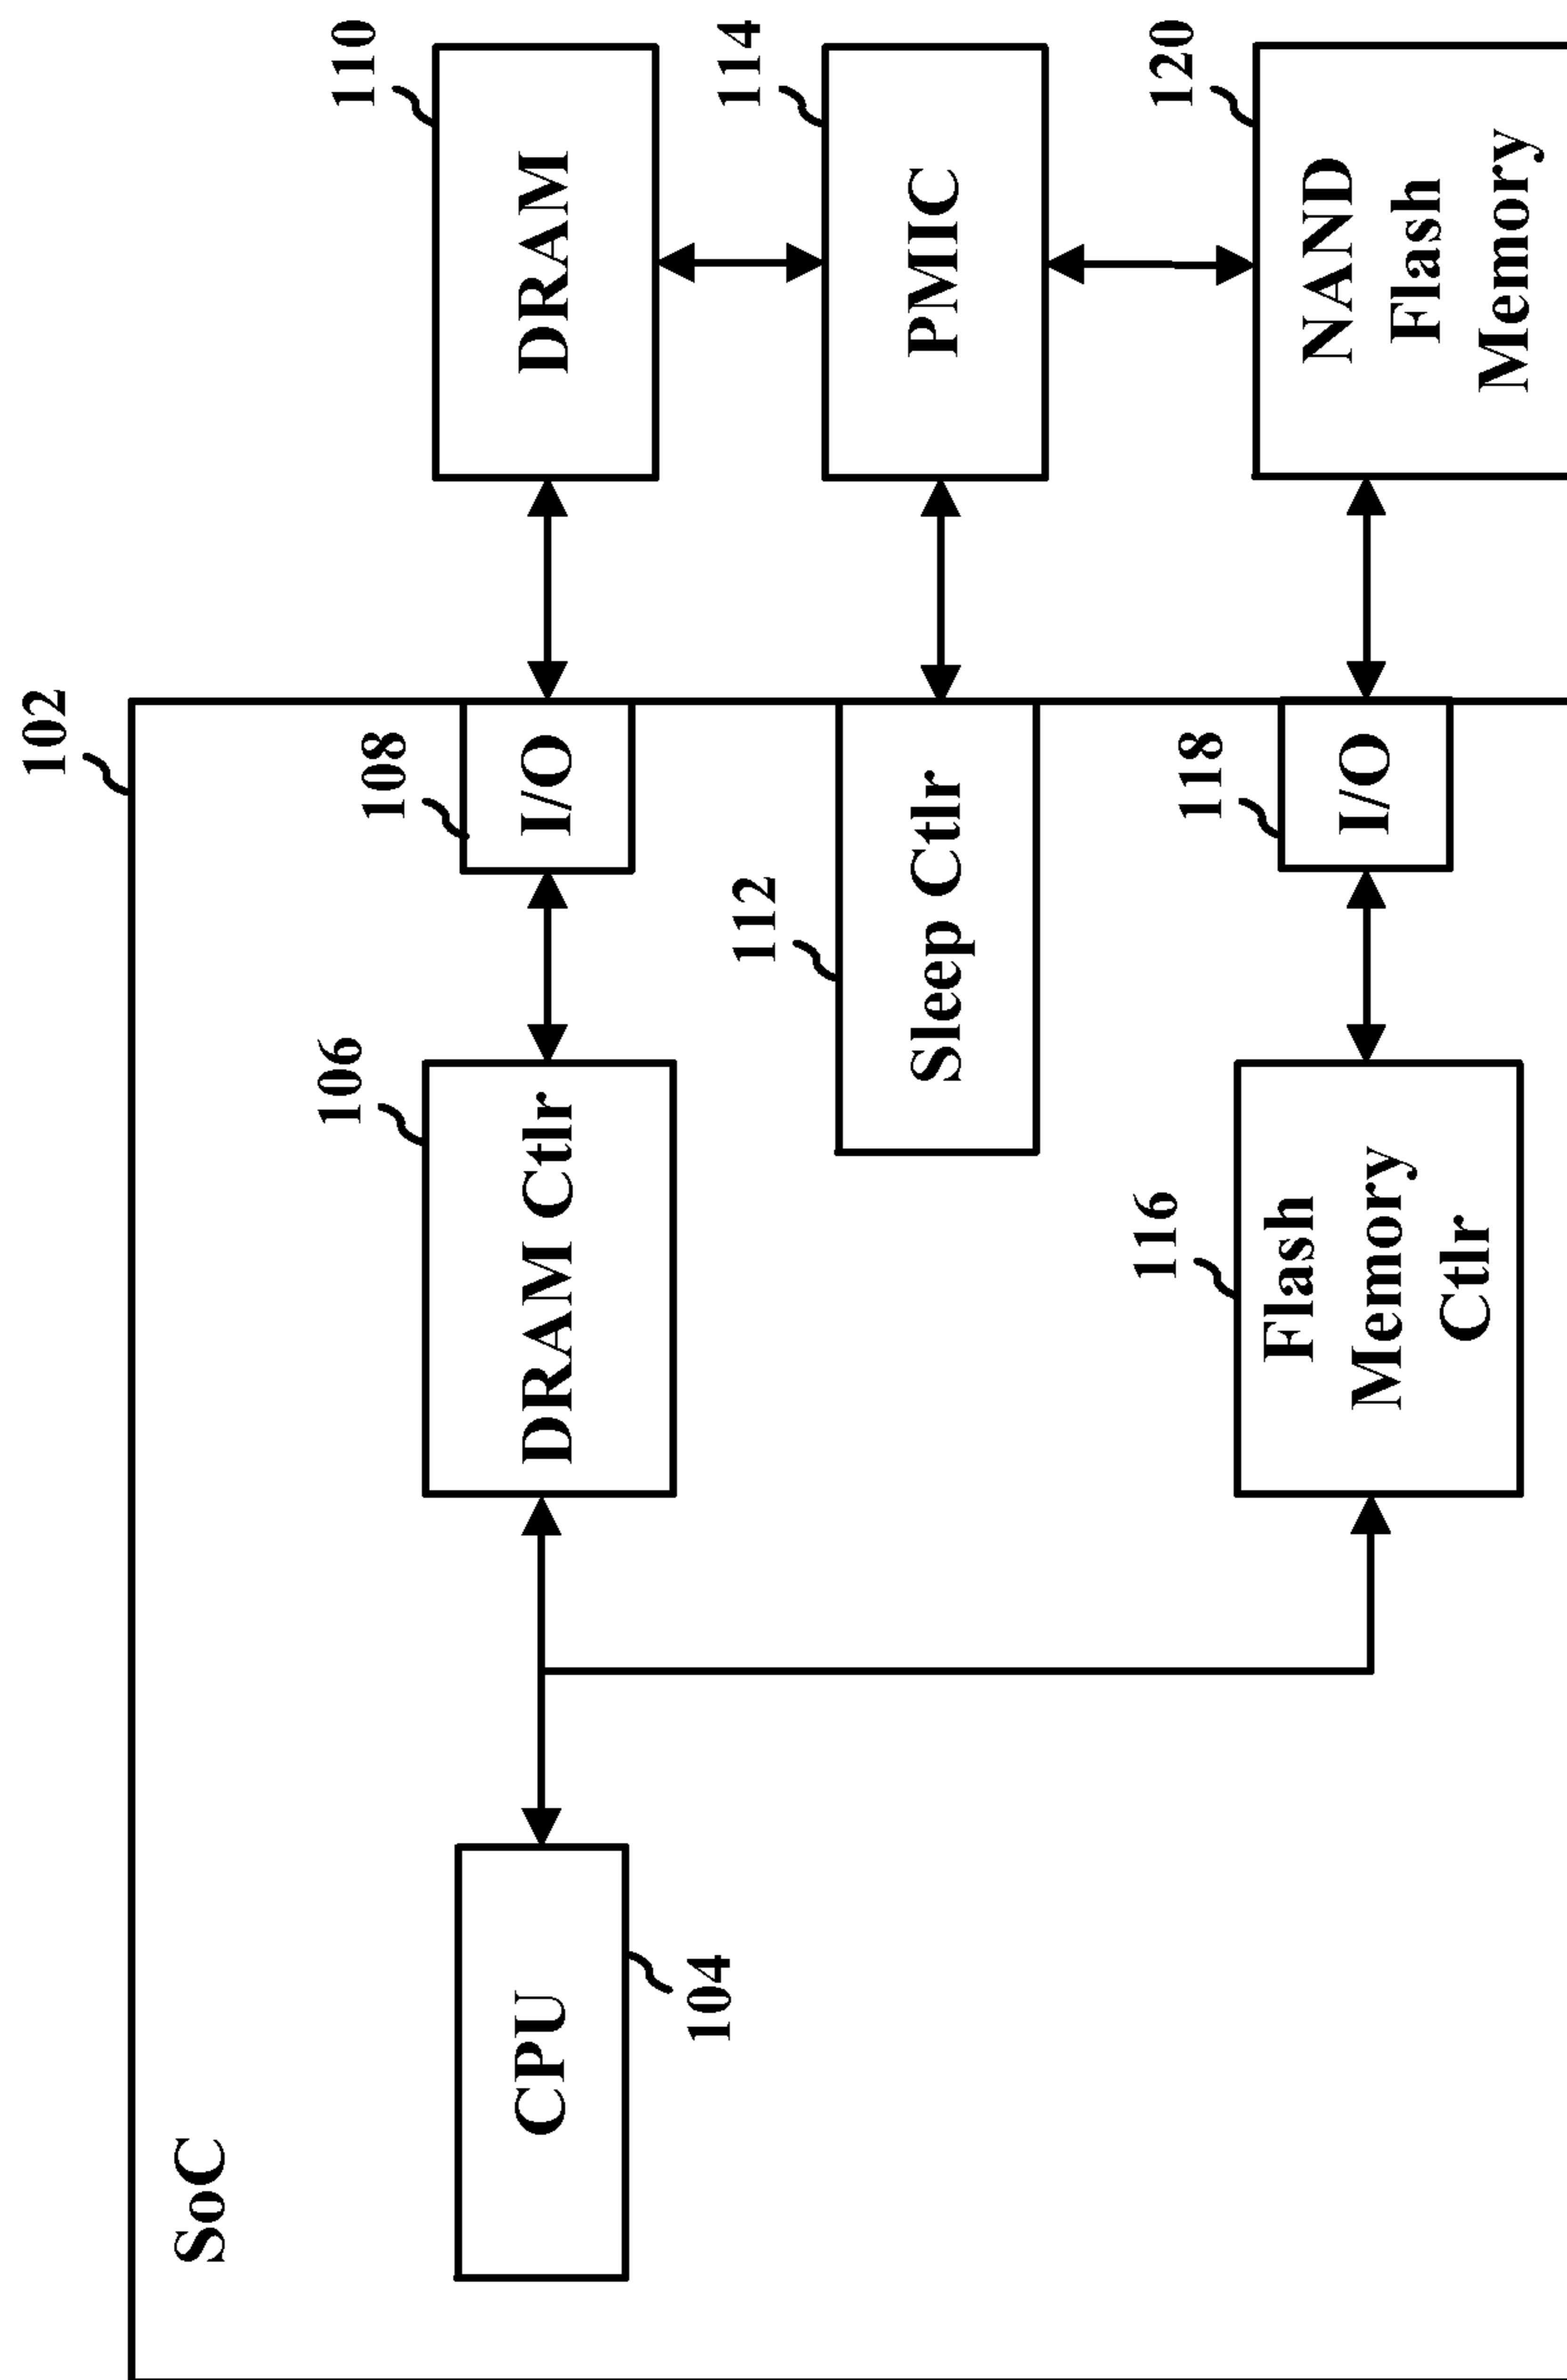 102
SoC
CPU
104
106
DRAM Ctlr
108
I/O
110
DRAM
112
Sleep Ctlr
114
PMIC
116
Flash
Memory
Ctlr
118
I/O
120
NAND
Flash
Memory